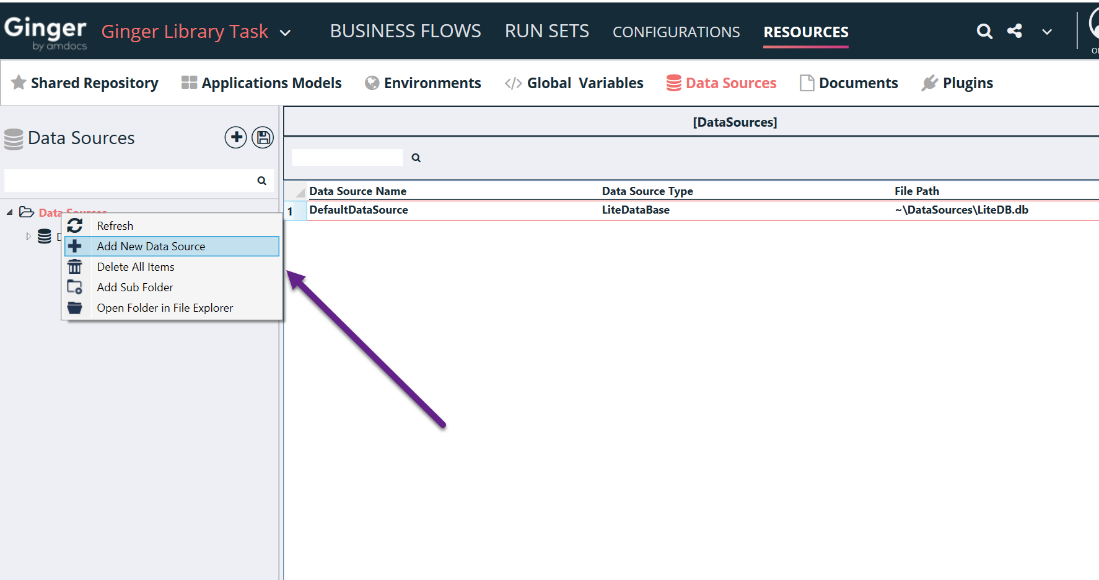 Ginger
by amdocs
Ginger Library Task
BUSINESS FLOWS
RUN SETS
CONFIGURATIONS
RESOURCES
Shared Repository
Applications Models
Environments
</> Global Variables
Data Sources
Documents
Plugins
Data Sources
[DataSources]
Data Source Name Data Source Type File Path
1 DefaultDataSource LiteDataBase ~\DataSources\LiteDB.db
Data Sources
Refresh
Add New Data Source
Delete All Items
Add Sub Folder
Open Folder in File Explorer